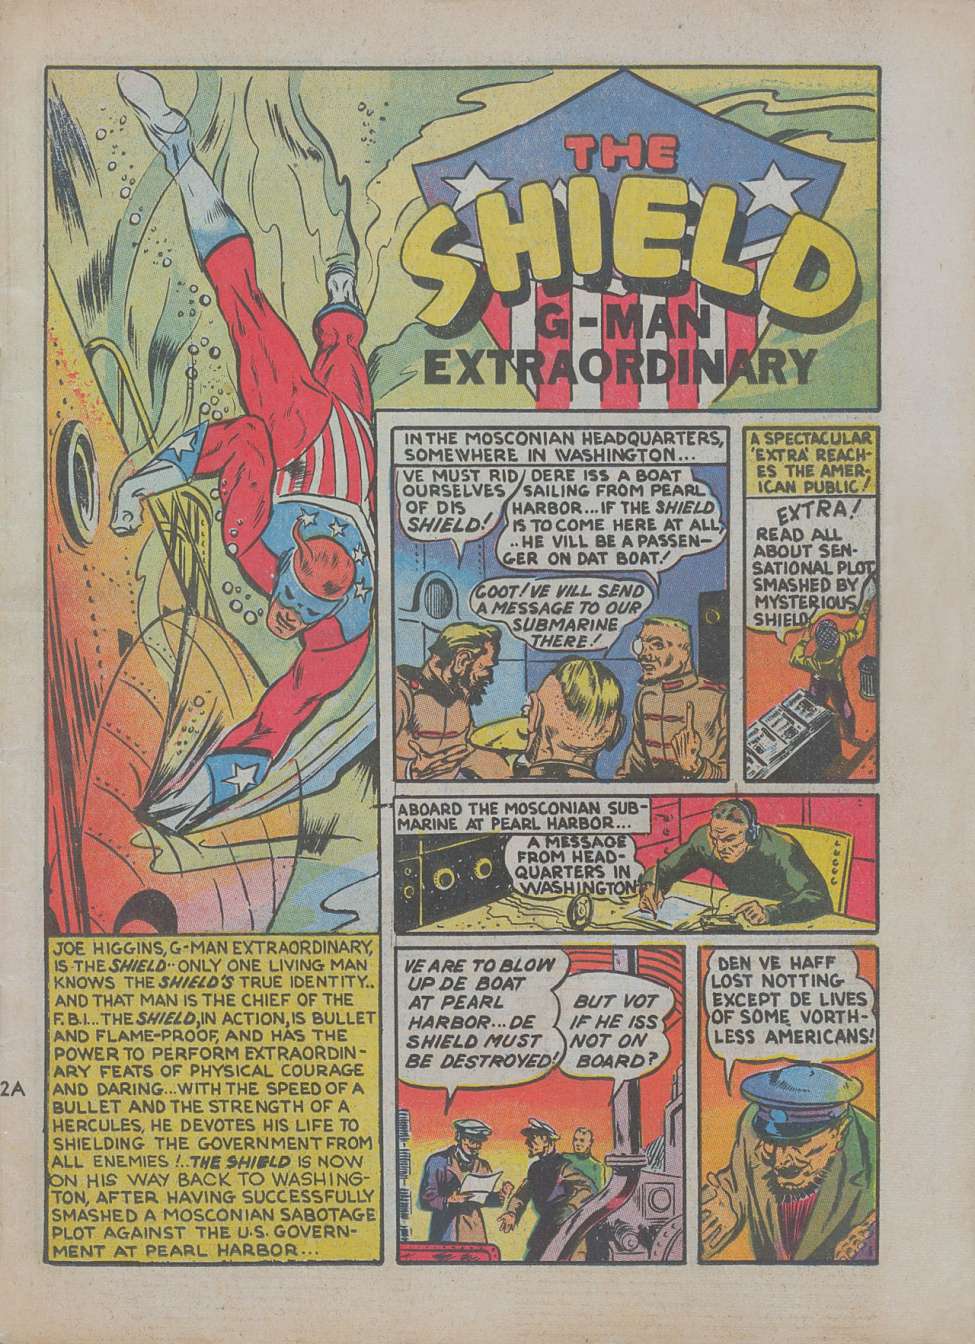 THE
SHIELD
G-MAN
EXTRAORDINARY
JOE HIGGINS, G-MAN EXTRAORDINARY,
IS THE SHIELD..ONLY ONE LIVING MAN
KNOWS THE SHIELD'S TRUE IDENTITY..
AND THAT MAN IS THE CHIEF OF THE
F.B.I...THE SHIELD, IN ACTION, IS BULLET
AND FLAME-PROOF, AND HAS THE
POWER TO PERFORM EXTRAORDIN-
ARY FEATS OF PHYSICAL COURAGE
AND DARING...WITH THE SPEED OF A
BULLET AND THE STRENGTH OF A
HERCULES, HE DEVOTES HIS LIFE TO
SHIELDING THE GOVERNMENT FROM
ALL ENEMIES!..THE SHIELD IS NOW
ON HIS WAY BACK TO WASHING-
TON, AFTER HAVING SUCCESSFULLY
SMASHED A MOSCONIAN SABOTAGE
PLOT AGAINST THE U.S. GOVERN-
MENT AT PEARL HARBOR...
2A
IN THE MOSCONIAN HEADQUARTERS,
SOMEWHERE IN WASHINGTON...
VE MUST RID
OURSELVES
OF DIS
SHIELD!
DERE ISS A BOAT
SAILING FROM PEARL
HARBOR...IF THE SHIELD
IS TO COME HERE AT ALL,
..HE VILL BE A PASSEN-
GER ON DAT BOAT!
GOOT! VE VILL SEND
A MESSAGE TO OUR
SUBMARINE
THERE!
A SPECTACULAR
'EXTRA' REACH-
ES THE AMER-
ICAN PUBLIC!
EXTRA!
READ ALL
ABOUT SEN-
SATIONAL PLOT
SMASHED BY
MYSTERIOUS
SHIELD
ABOARD THE MOSCONIAN SUB-
MARINE AT PEARL HARBOR...
A MESSAGE
FROM HEAD-
QUARTERS IN
WASHINGTON
VE ARE TO BLOW
UP DE BOAT
AT PEARL
HARBOR...DE
SHIELD MUST
BE DESTROYED!
BUT VOT
IF HE ISS
NOT ON
BOARD?
DEN VE HAFF
LOST NOTTING
EXCEPT DE LIVES
OF SOME VORTH-
LESS AMERICANS!